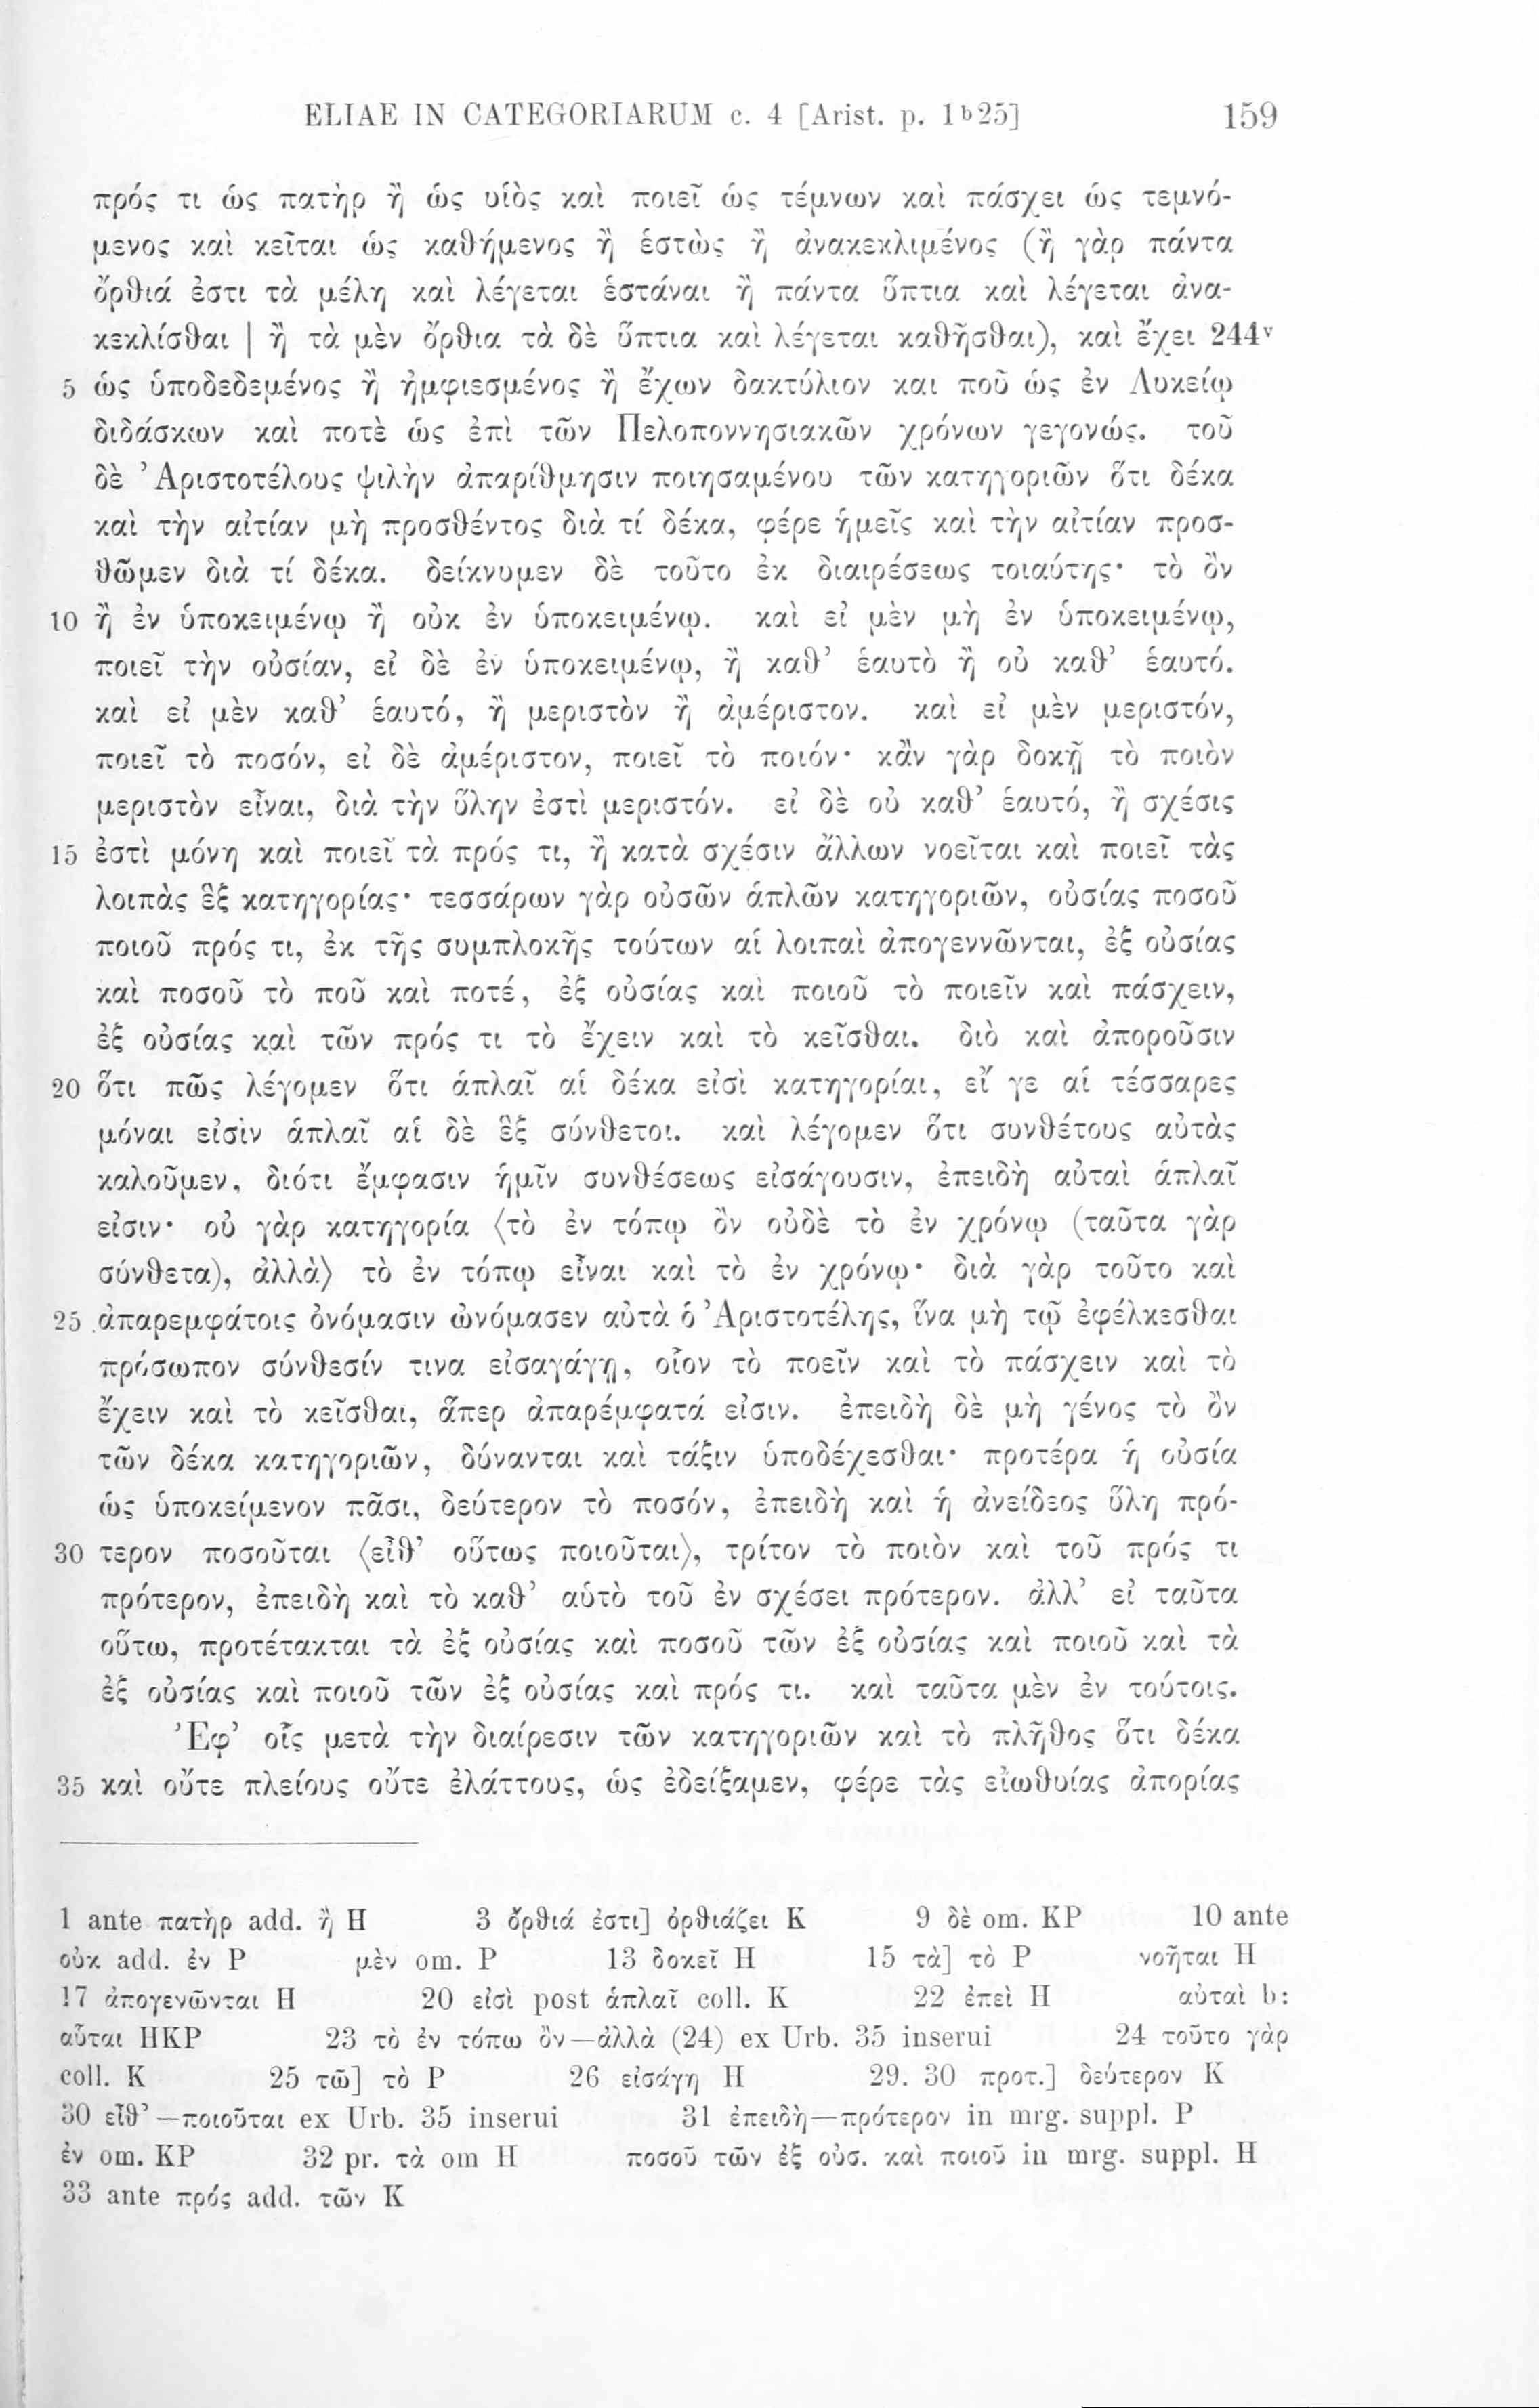 ELIAE IN CATEGORIARUM c. 4 [Arist. p. 1b25] 159
πρός τι ὡς πατὴρ ἢ ὡς υἱὸς καὶ ποιεῖ ὡς τέμνων καὶ πάσχει ὡς τεμνό-
μενος καὶ κεῖται ὡς καθήμενος ἢ ἑστὼς ἢ ἀνακεκλιμένος (ἢ γὰρ πάντα
ὄρθιά ἐστι τὰ μέλη καὶ λέγεται ἑστάναι ἢ πάντα ὕπτια καὶ λέγεται ἀνα-
κεκλίσθαι | ἢ τὰ μὲν ὄρθια τὰ δὲ ὕπτια καὶ λέγεται καθῆσθαι), καὶ ἔχει 244v
5 ὡς ὑποδεδεμένος ἢ ἠμφιεσμένος ἢ ἔχων δακτύλιον και ποῦ ὡς ἐν Λυκείῳ
διδάσκων καὶ ποτὲ ὡς ἐπὶ τῶν Πελοποννησιακῶν χρόνων γεγονώς. τοῦ
δὲ Ἀριστοτέλους ψιλὴν ἀπαρίθμησιν ποιησαμένου τῶν κατηγοριῶν ὅτι δέκα
καὶ τὴν αἰτίαν μὴ προσθέντος διὰ τί δέκα, φέρε ἡμεῖς καὶ τὴν αἰτίαν προσ-
θῶμεν διὰ τί δέκα. δείκνυμεν δὲ τοῦτο ἐκ διαιρέσεως τοιαύτης· τὸ ὂν
10 ἢ ἐν ὑποκειμένῳ ἢ οὐκ ἐν ὑποκειμένῳ. καὶ εἰ μὲν μὴ ἐν ὑποκειμένῳ,
ποιεῖ τὴν οὐσίαν, εἰ δὲ ἐν ὑποκειμένῳ, ἢ καθ’ ἑαυτὸ ἢ οὐ καθ’ ἑαυτό.
καὶ εἰ μὲν καθ’ ἑαυτό, ἢ μεριστὸν ἢ ἀμέριστον. καὶ εἰ μὲν μεριστόν,
ποιεῖ τὸ ποσόν, εἰ δὲ ἀμέριστον, ποιεῖ τὸ ποιόν· κἂν γὰρ δοκῇ τὸ ποιὸν
μεριστὸν εἶναι, διὰ τὴν ὕλην ἐστὶ μεριστόν. εἰ δὲ οὐ καθ’ ἑαυτό, ἢ σχέσις
15 ἐστὶ μόνη καὶ ποιεῖ τὰ πρός τι, ἢ κατὰ σχέσιν ἄλλων νοεῖται καὶ ποιεῖ τὰς
λοιπὰς ἓξ κατηγορίας· τεσσάρων γὰρ οὐσῶν ἁπλῶν κατηγοριῶν, οὐσίας ποσοῦ
ποιοῦ πρός τι, ἐκ τῆς συμπλοκῆς τούτων αἱ λοιπαὶ ἀπογεννῶνται, ἐξ οὐσίας
καὶ ποσοῦ τὸ ποῦ καὶ ποτέ, ἐξ οὐσίας καὶ ποιοῦ τὸ ποιεῖν καὶ πάσχειν,
ἐξ οὐσίας καὶ τῶν πρός τι τὸ ἔχειν καὶ τὸ κεῖσθαι. διὸ καὶ ἀποροῦσιν
20 ὅτι πῶς λέγομεν ὅτι ἁπλαῖ αἱ δέκα εἰσὶ κατηγορίαι, εἴ γε αἱ τέσσαρες
μόναι εἰσὶν ἁπλαῖ αἱ δὲ ἓξ σύνθετοι. καὶ λέγομεν ὅτι συνθέτους αὐτὰς
καλοῦμεν, διότι ἔμφασιν ἡμῖν συνθέσεως εἰσάγουσιν, ἐπειδὴ αὐταὶ ἁπλαῖ
εἰσιν· οὐ γὰρ κατηγορία ⟨τὸ ἐν τόπῳ ὂν οὐδὲ τὸ ἐν χρόνῳ (ταῦτα γὰρ
σύνθετα), ἀλλὰ⟩ τὸ ἐν τόπῳ εἶναι καὶ τὸ ἐν χρόνῳ· διὰ γὰρ τοῦτο καὶ
25 ἀπαρεμφάτοις ὀνόμασιν ὠνόμασεν αὐτὰ ὁ Ἀριστοτέλης, ἵνα μὴ τῷ ἐφέλκεσθαι
πρόσωπον σύνθεσίν τινα εἰσαγάγῃ, οἷον τὸ ποεῖν καὶ τὸ πάσχειν καὶ τὸ
ἔχειν καὶ τὸ κεῖσθαι, ἅπερ ἀπαρέμφατά εἰσιν. ἐπειδὴ δὲ μὴ γένος τὸ ὂν
τῶν δέκα κατηγοριῶν, δύνανται καὶ τάξιν ὑποδέχεσθαι· προτέρα ἡ οὐσία
ὡς ὑποκείμενον πᾶσι, δεύτερον τὸ ποσόν, ἐπειδὴ καὶ ἡ ἀνείδεος ὕλη πρό-
30 τερον ποσοῦται ⟨εἶθ’ οὕτως ποιοῦται⟩, τρίτον τὸ ποιὸν καὶ τοῦ πρός τι
πρότερον, ἐπειδὴ καὶ τὸ καθ’ αὑτὸ τοῦ ἐν σχέσει πρότερον. ἀλλ’ εἰ ταῦτα
οὕτω, προτέτακται τὰ ἐξ οὐσίας καὶ ποσοῦ τῶν ἐξ οὐσίας καὶ ποιοῦ καὶ τὰ
ἐξ οὐσίας καὶ ποιοῦ τῶν ἐξ οὐσίας καὶ πρός τι. καὶ ταῦτα μὲν ἐν τούτοις.
Ἐφ’ οἷς μετὰ τὴν διαίρεσιν τῶν κατηγοριῶν καὶ τὸ πλῆθος ὅτι δέκα
35 καὶ οὔτε πλείους οὔτε ἐλάττους, ὡς ἐδείξαμεν, φέρε τὰς εἰωθυίας ἀπορίας
1 ante πατὴρ add. ἢ H 3 ὄρθιά ἐστι] ὀρθιάζει K 9 δὲ om. KP 10 ante
οὐκ add. ἐν P μὲν om. P 13 δοκεῖ H 15 τὰ] τὸ P νοῆται H
17 ἀπογενῶνται H 20 εἰσὶ post ἁπλαῖ coll. K 22 ἐπεὶ H αὐταὶ b:
αὗται HKP 23 τὸ ἐν τόπω ὂν—ἀλλὰ (24) ex Urb. 35 inserui 24 τοῦτο γὰρ
coll. K 25 τῶ] τὸ P 26 εἰσάγη H 29. 30 προτ.] δεύτερον K
30 εἶθ’—ποιοῦται ex Urb. 35 inserui 31 ἐπειδὴ—πρότερον in mrg. suppl. P
ἐν om. KP 32 pr. τὰ om H ποσοῦ τῶν ἐξ οὐσ. καὶ ποιοῦ in mrg. suppl. H
33 ante πρός add. τῶν K